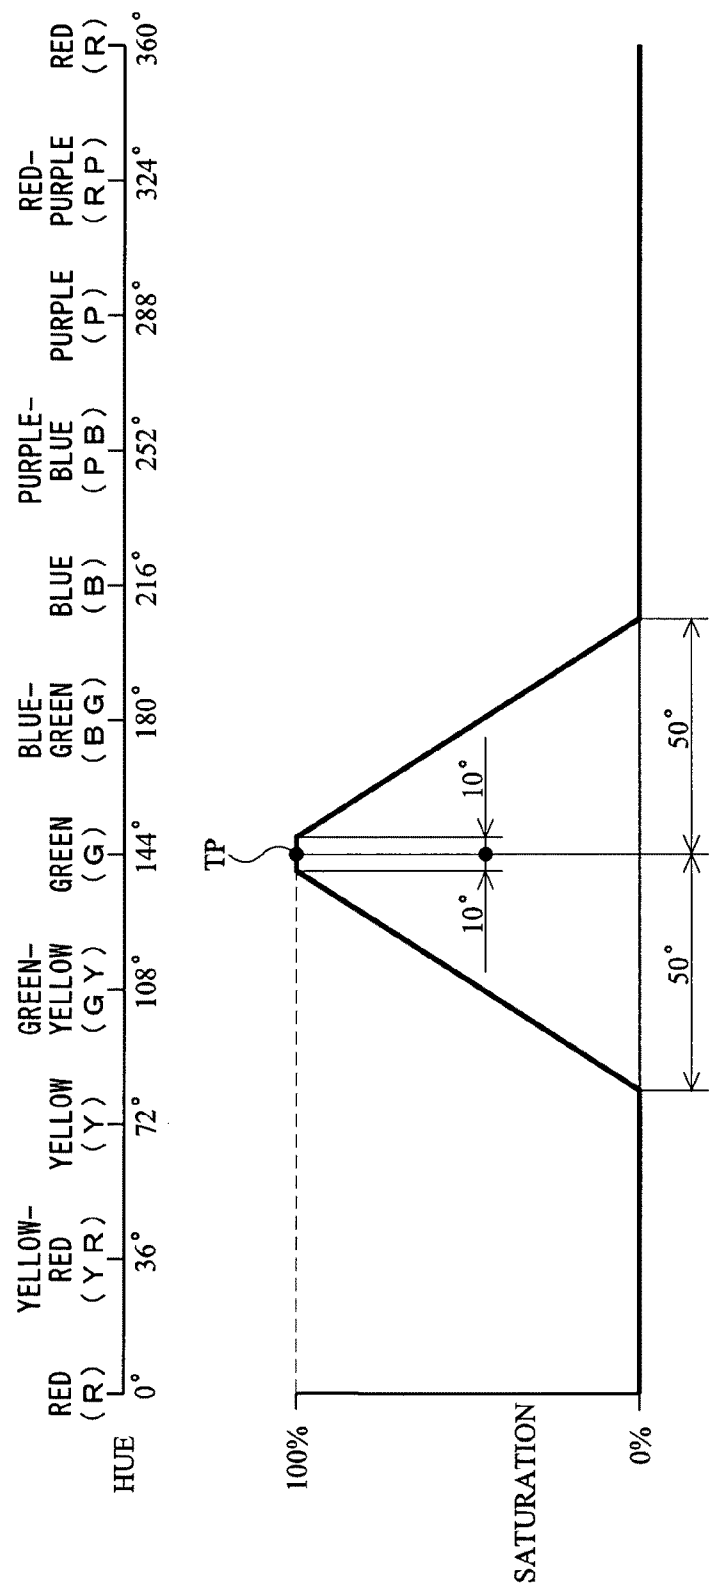 HUE
RED
(R)
0°
YELLOW-
RED
(YR)
36°
YELLOW
(Y)
72°
GREEN-
YELLOW
(GY)
108°
GREEN
(G)
144°
BLUE-
GREEN
(BG)
180°
BLUE
(B)
216°
PURPLE-
BLUE
(PB)
252°
PURPLE
(P)
288°
RED-
PURPLE
(RP)
324°
RED
(R)
360°
TP
100%
SATURATION
10°
10°
0%
50°
50°